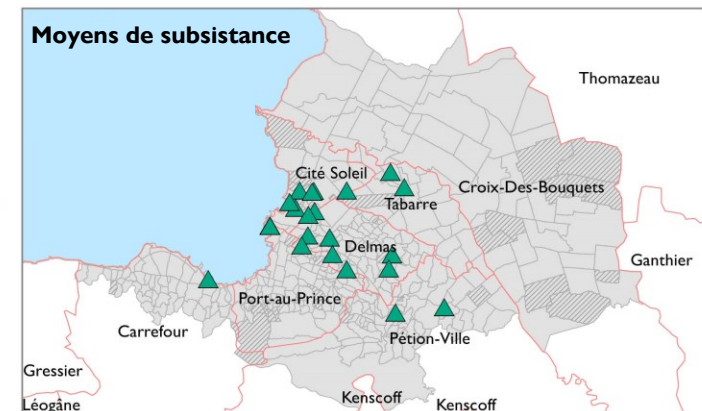 Moyens de subsistance
Thomazeau
Cité Soleil
Croix-Des-Bouquets
Tabarre
Delmas
Ganthier
Port-au-Prince
Carrefour
Pétion-Ville
Gressier
Kenscoff
Kenscoff
Léogâne